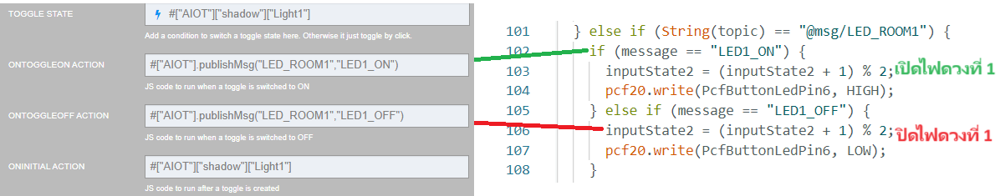 TOGGLE STATE
#["AIOT"]["shadow"]["Light1"]
Add a condition to switch a toggle state here. Otherwise it just toggle by click.
ONTOGGLEON ACTION
#["AIOT"].publishMsg("LED_ROOM1","LED1_ON")
JS code to run when a toggle is switched to ON
ONTOGGLEOFF ACTION
#["AIOT"].publishMsg("LED_ROOM1","LED1_OFF")
JS code to run when a toggle is switched to OFF
ONINITIAL ACTION
#["AIOT"]["shadow"]["Light1"]
JS code to run after a toggle is created
101 } else if (String(topic) == "@msg/LED_ROOM1") {
102 if (message == "LED1_ON") {
103 inputState2 = (inputState2 + 1) % 2; เปิดไฟดวงที่ 1
104 pcf20.write(PcfButtonLedPin6, HIGH);
105 } else if (message == "LED1_OFF") {
106 inputState2 = (inputState2 + 1) % 2; ปิดไฟดวงที่ 1
107 pcf20.write(PcfButtonLedPin6, LOW);
108 }